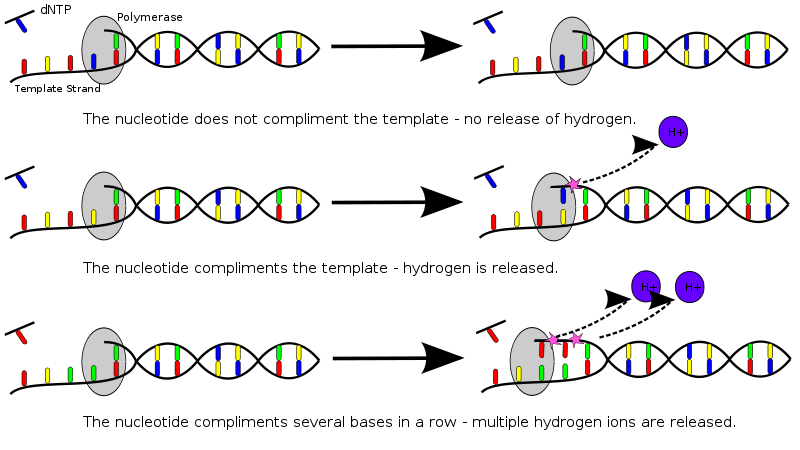 dNTP
Polymerase
Template Strand
The nucleotide does not compliment the template - no release of hydrogen.
H+
The nucleotide compliments the template - hydrogen is released.
H+ H+
The nucleotide compliments several bases in a row - multiple hydrogen ions are released.